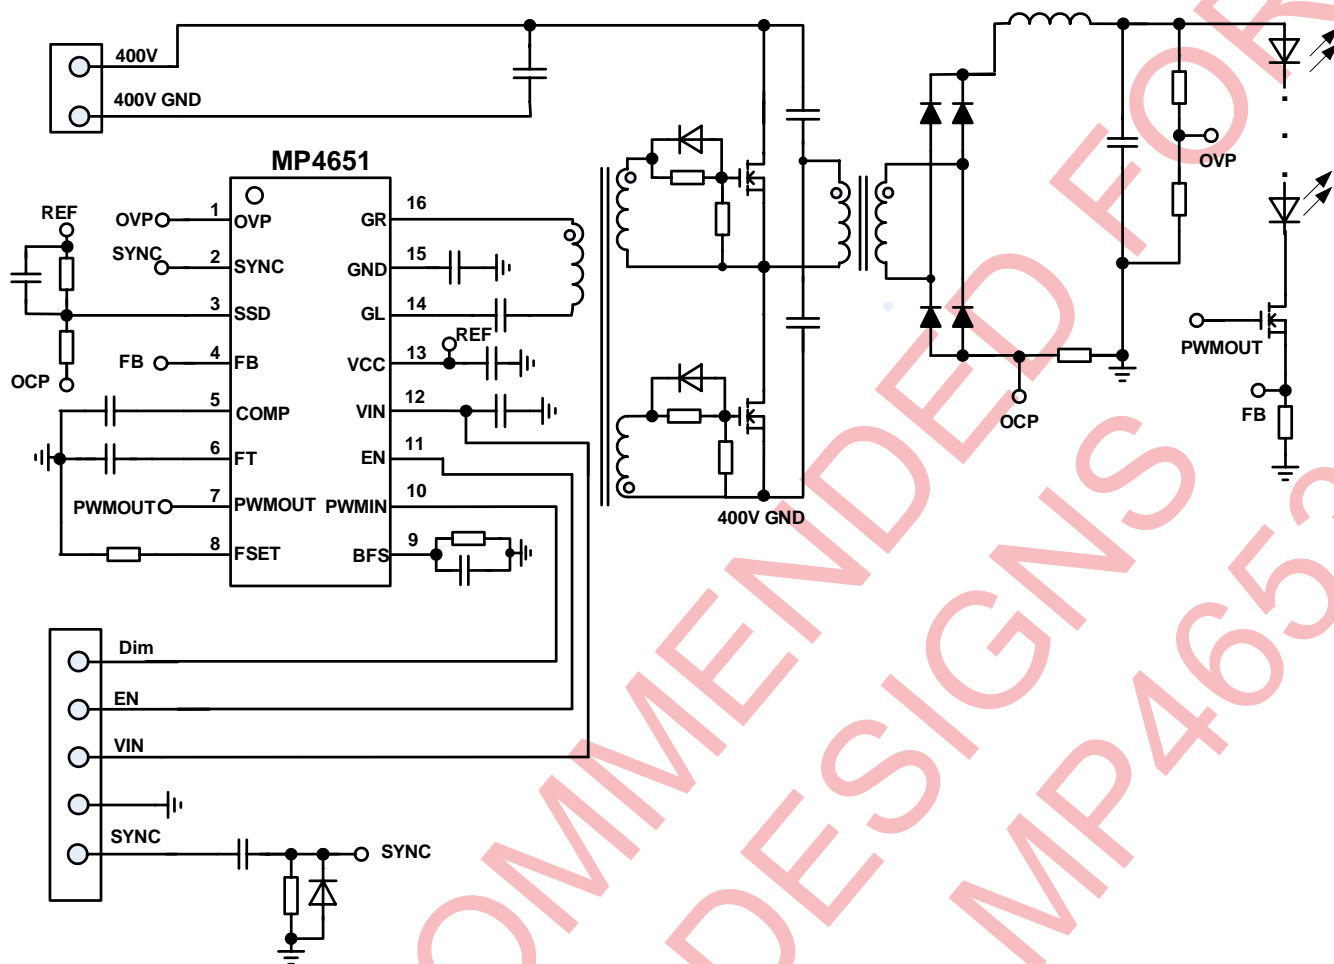 400V
400V GND
MP4651
REF
OVP 1 OVP GR 16
SYNC 2 SYNC GND 15
3 SSD GL 14
REF
FB 4 FB VCC 13
OCP
5 COMP VIN 12
6 FT EN 11
PWMOUT 7 PWMOUT PWMIN 10
8 FSET BFS 9
400V GND
OVP
PWMOUT
OCP
FB
Dim
EN
VIN
SYNC
SYNC
OMMENDED FOR
DESIGNS
MP4653